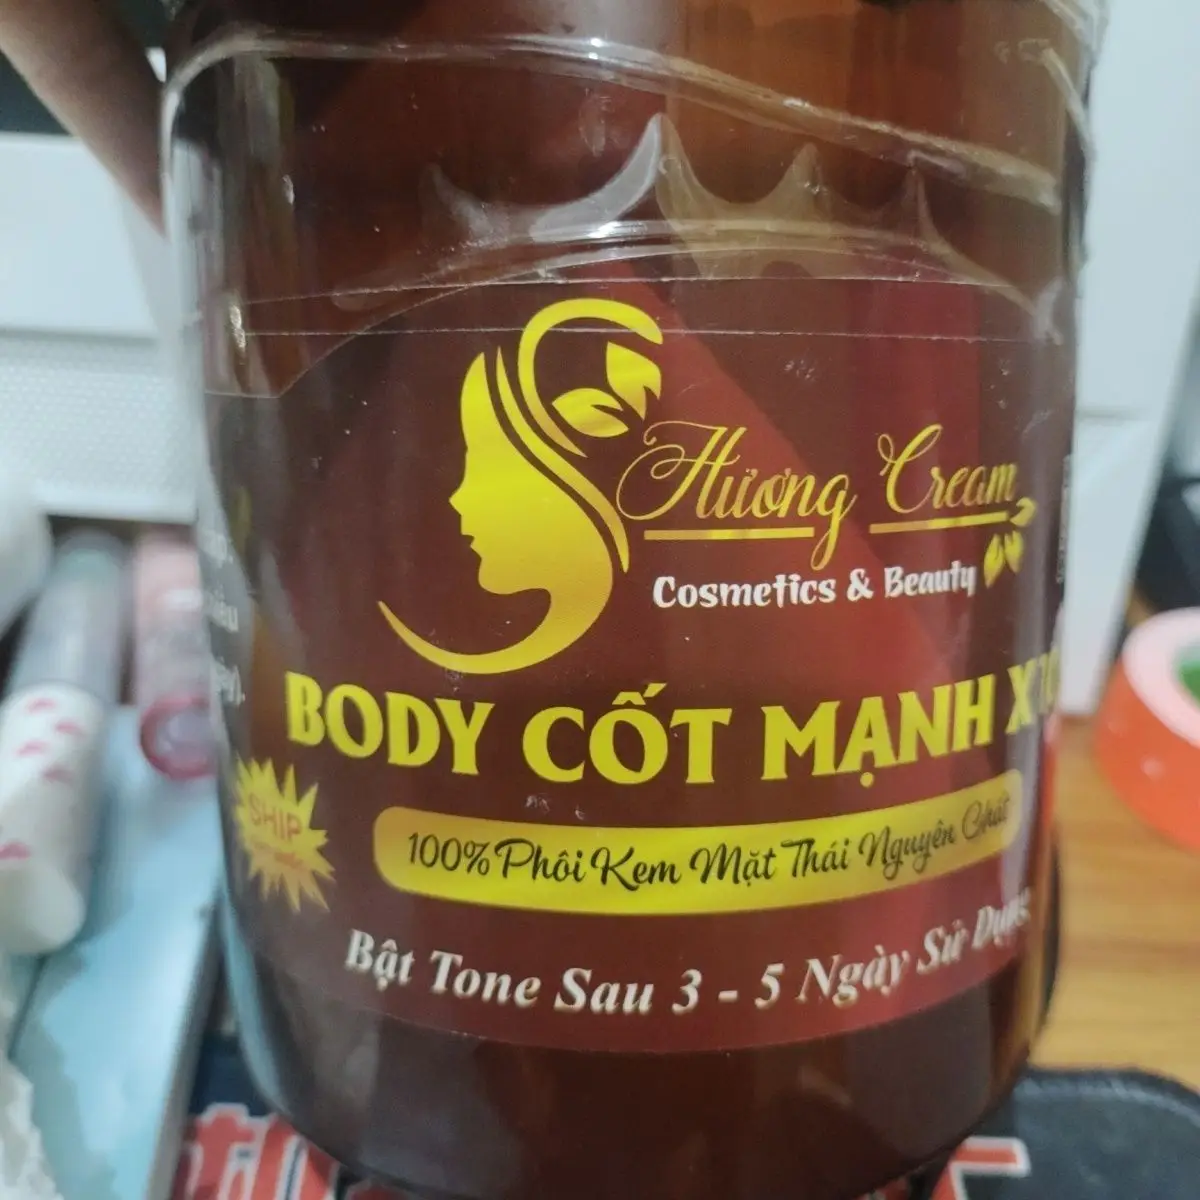 Hương Cream
Cosmetics & Beauty
BODY CỐT MẠNH X10
100% Phôi Kem Mặt Thái Nguyên Chất
SHIP
Bật Tone Sau 3 - 5 Ngày Sử Dụng